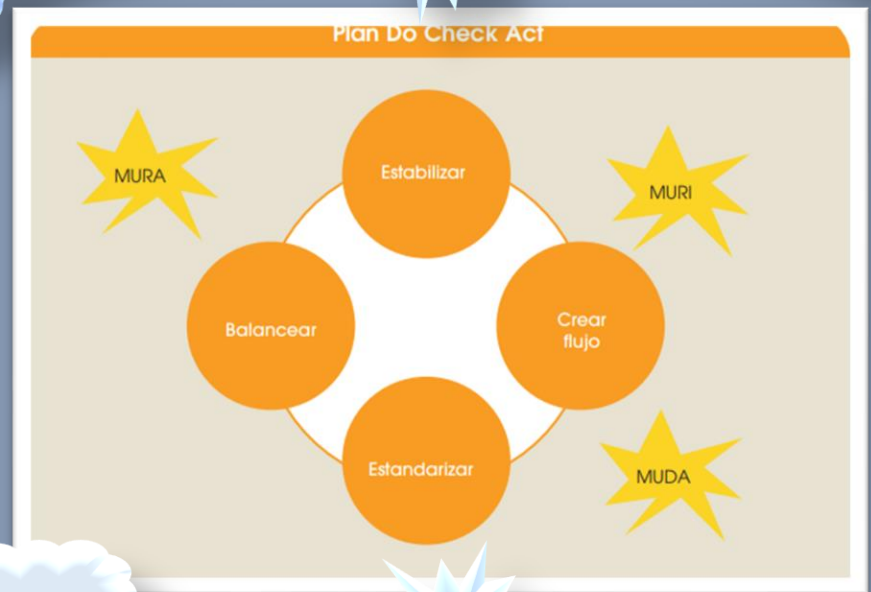 Plan Do Check Act
MURA
Estabilizar
MURI
Balancear
Crear
flujo
Estandarizar
MUDA